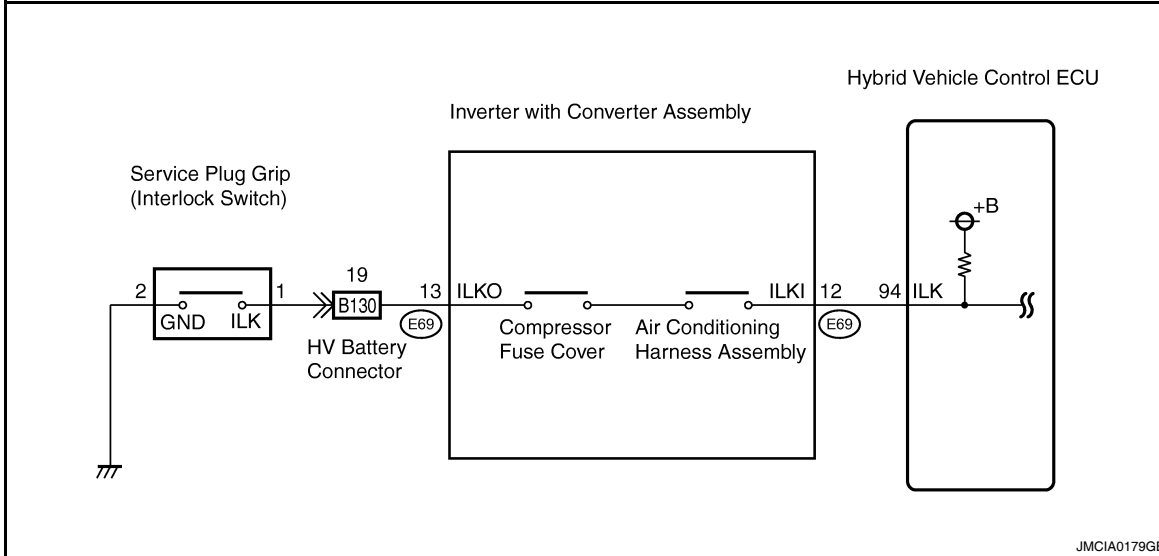 Hybrid Vehicle Control ECU
Inverter with Converter Assembly
Service Plug Grip
(Interlock Switch)
+B
2
1
19
13
ILKO
ILKI
12
94
ILK
GND
ILK
B130
E69
E69
HV Battery
Connector
Compressor
Fuse Cover
Air Conditioning
Harness Assembly